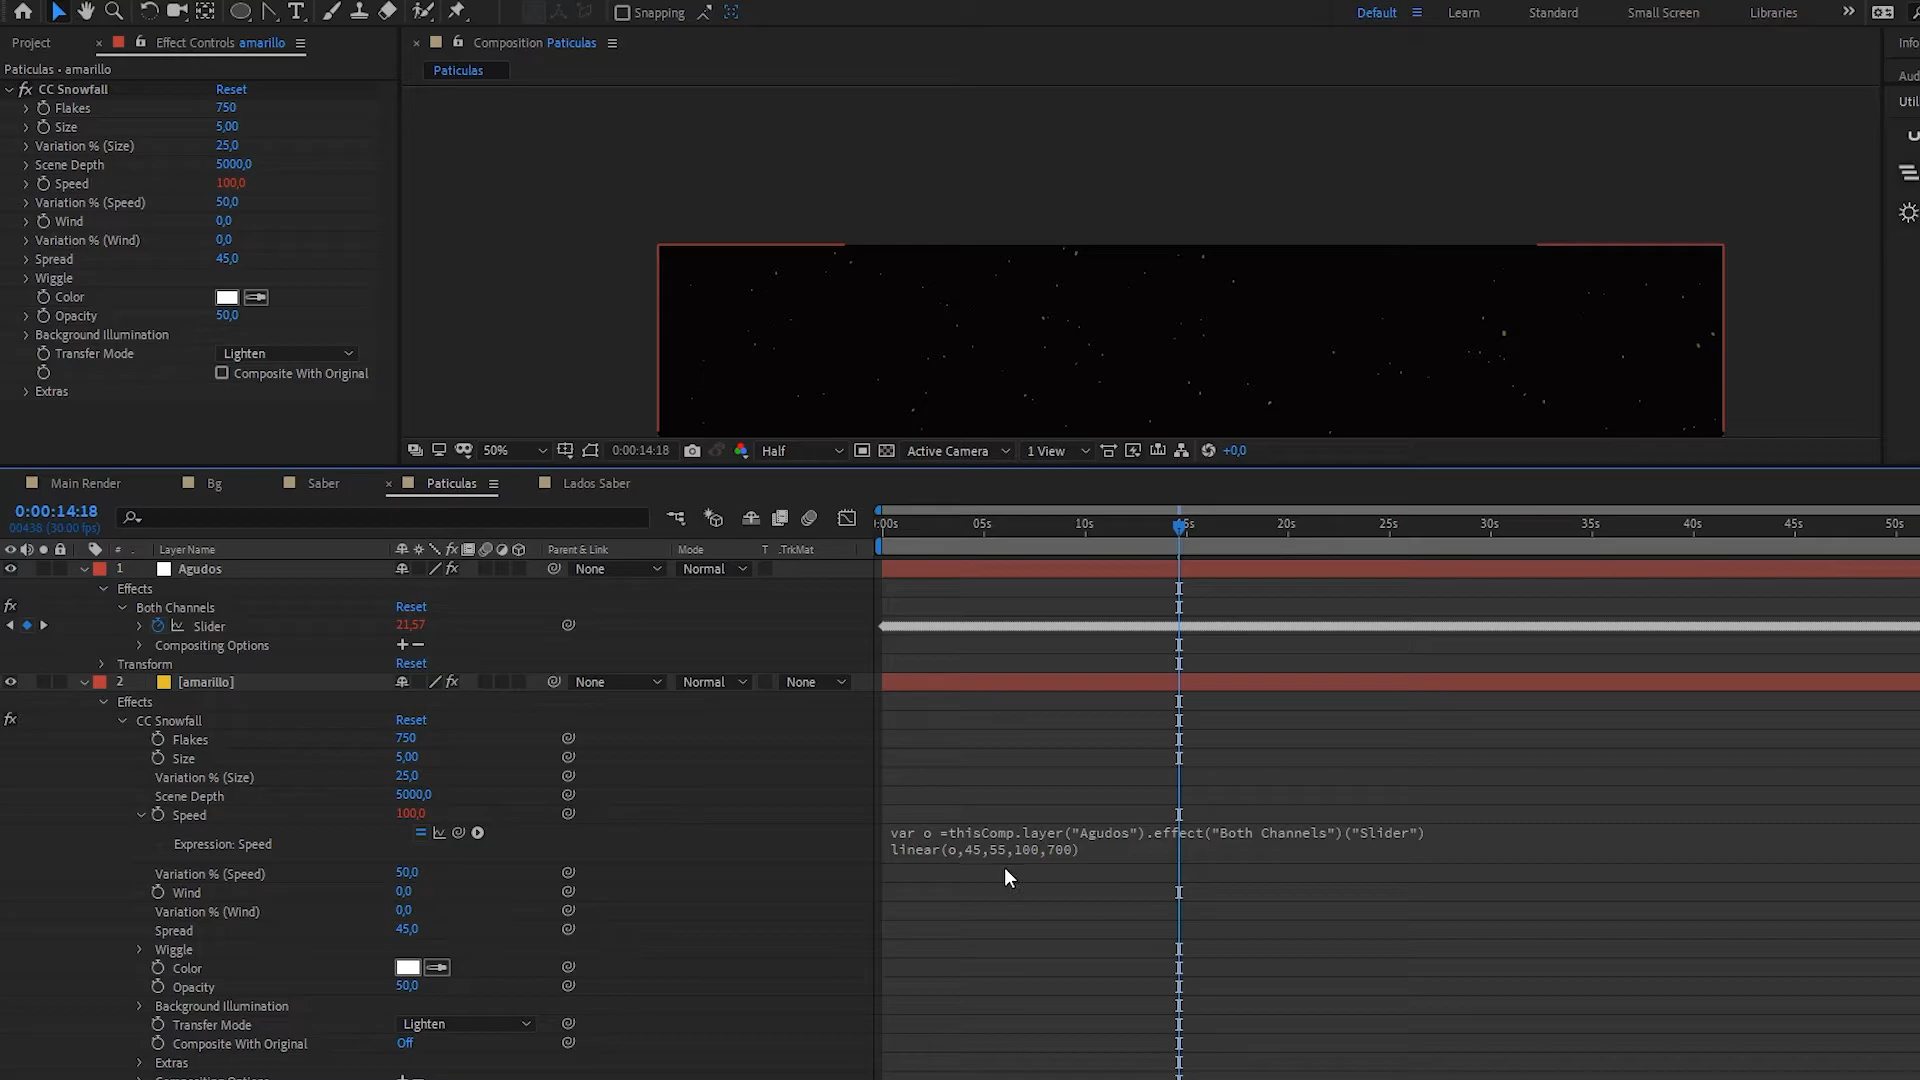 Snapping
Default
Learn
Standard
Small Screen
Libraries
Project
Effect Controls amarillo
Composition Paticulas
Info
Paticulas • amarillo
Paticulas
Aud
CC Snowfall Reset
Utili
Flakes 750
Size 5,00
Variation % (Size) 25,0
Scene Depth 5000,0
Speed 100,0
Variation % (Speed) 50,0
Wind 0,0
Variation % (Wind) 0,0
Spread 45,0
Wiggle
Color
Opacity 50,0
Background Illumination
Transfer Mode Lighten
Composite With Original
Extras
50% 0:00:14:18 Half Active Camera 1 View +0,0
Main Render Bg Saber Paticulas Lados Saber
0:00:14:18
00438 (30.00 fps)
:00s 05s 10s 15s 20s 25s 30s 35s 40s 45s 50s
# Layer Name Parent & Link Mode T .TrkMat
1 Agudos None Normal
Effects
Both Channels Reset
Slider 21,57
Compositing Options
Transform Reset
2 [amarillo] None Normal None
Effects
CC Snowfall Reset
Flakes 750
Size 5,00
Variation % (Size) 25,0
Scene Depth 5000,0
Speed 100,0
var o =thisComp.layer("Agudos").effect("Both Channels")("Slider")
Expression: Speed
linear(o,45,55,100,700)
Variation % (Speed) 50,0
Wind 0,0
Variation % (Wind) 0,0
Spread 45,0
Wiggle
Color
Opacity 50,0
Background Illumination
Transfer Mode Lighten
Composite With Original Off
Extras